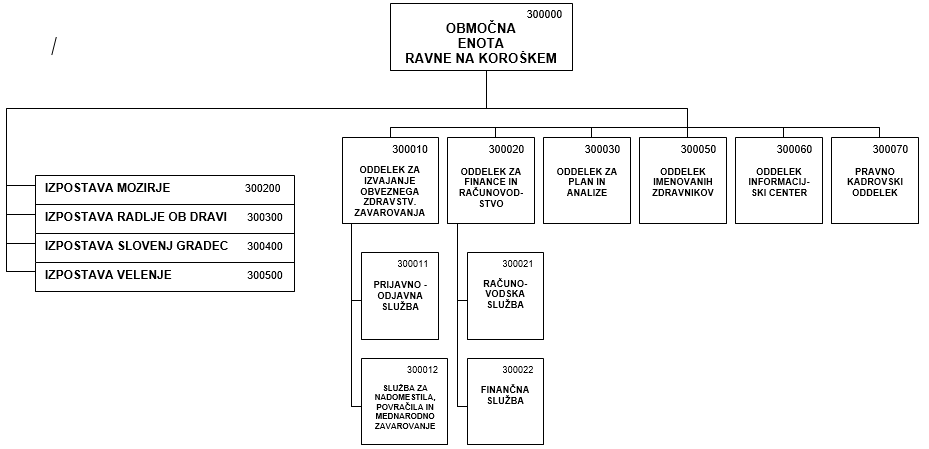 300000
OBMOČNA
ENOTA
RAVNE NA KOROŠKEM
/
300010
ODDELEK ZA
IZVAJANJE
OBVEZNEGA
ZDRAVSTV.
ZAVAROVANJA
300020
ODDELEK ZA
FINANCE IN
RAČUNOVOD-
STVO
300030
ODDELEK ZA
PLAN IN
ANALIZE
300050
ODDELEK
IMENOVANIH
ZDRAVNIKOV
300060
ODDELEK
INFORMACIJ-
SKI CENTER
300070
PRAVNO
KADROVSKI
ODDELEK
IZPOSTAVA MOZIRJE 300200
IZPOSTAVA RADLJE OB DRAVI 300300
IZPOSTAVA SLOVENJ GRADEC 300400
IZPOSTAVA VELENJE 300500
300011
PRIJAVNO -
ODJAVNA
SLUŽBA
300021
RAČUNO-
VODSKA
SLUŽBA
300012
SLUŽBA ZA
NADOMESTILA,
POVRAČILA IN
MEDNARODNO
ZAVAROVANJE
300022
FINANČNA
SLUŽBA